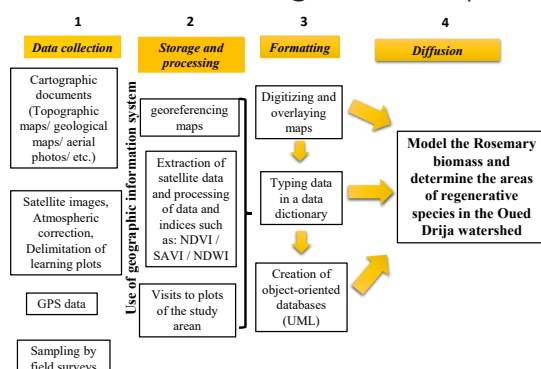 1
Data collection
Cartographic
documents
(Topographic
maps/ geological
maps/ aerial
photos/ etc.)
Satellite images,
Atmospheric
correction,
Delimitation of
learning plots
GPS data
Sampling by
field surveys
Use of geographic information system
2
Storage and
processing
georeferencing
maps
Extraction of
satellite data
and processing
of data and
indices such
as: NDVI /
SAVI / NDWI
Visits to plots
of the study
arean
3
Formatting
Digitizing and
overlaying
maps
Typing data
in a data
dictionary
Creation of
object-oriented
databases
(UML)
4
Diffusion
Model the Rosemary
biomass and
determine the areas
of regenerative
species in the Oued
Drija watershed